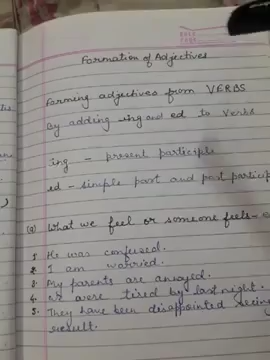 Formation of Adjectives
Forming adjectives from VERBS
By adding ing and ed to verbs
ing - present participle
ed - simple past and past particip
(a) What we feel or someone feels -
1. He was confused.
2. I am worried.
3. My parents are annoyed.
4. were tired by last night.
5. They have been disappointed seeing
result.